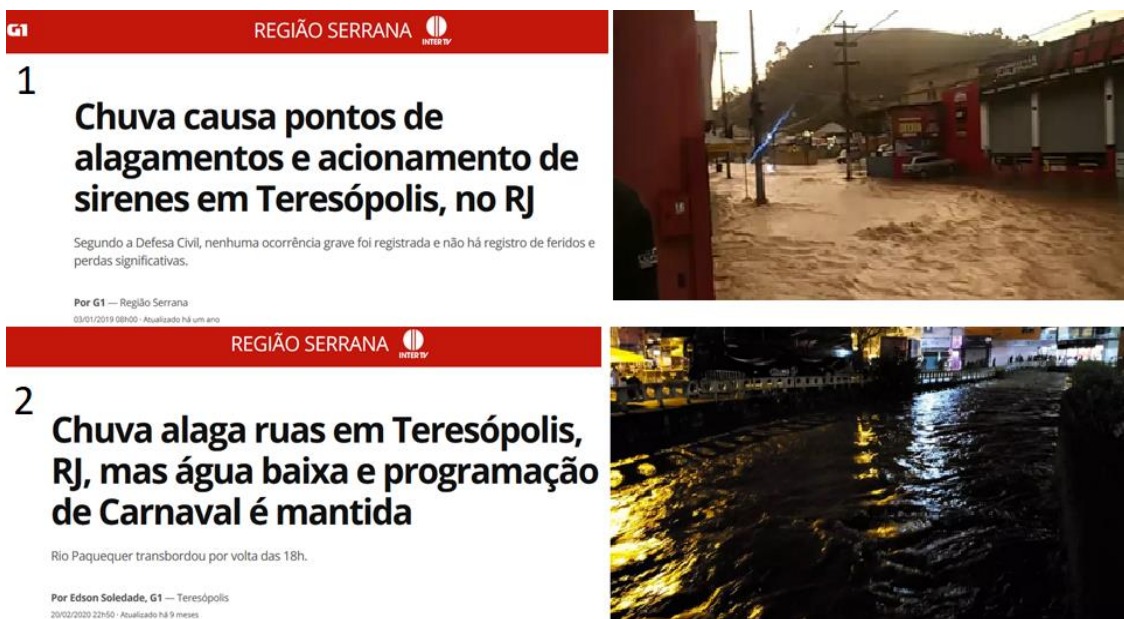 G1
REGIÃO SERRANA INTER TV
1
Chuva causa pontos de
alagamentos e acionamento de
sirenes em Teresópolis, no RJ
Segundo a Defesa Civil, nenhuma ocorrência grave foi registrada e não há registro de feridos e
perdas significativas.
Por G1 — Região Serrana
03/01/2019 08h00 · Atualizado há um ano
REGIÃO SERRANA INTER TV
2
Chuva alaga ruas em Teresópolis,
RJ, mas água baixa e programação
de Carnaval é mantida
Rio Paquequer transbordou por volta das 18h.
Por Edson Soledade, G1 — Teresópolis
20/02/2020 22h50 · Atualizado há 9 meses